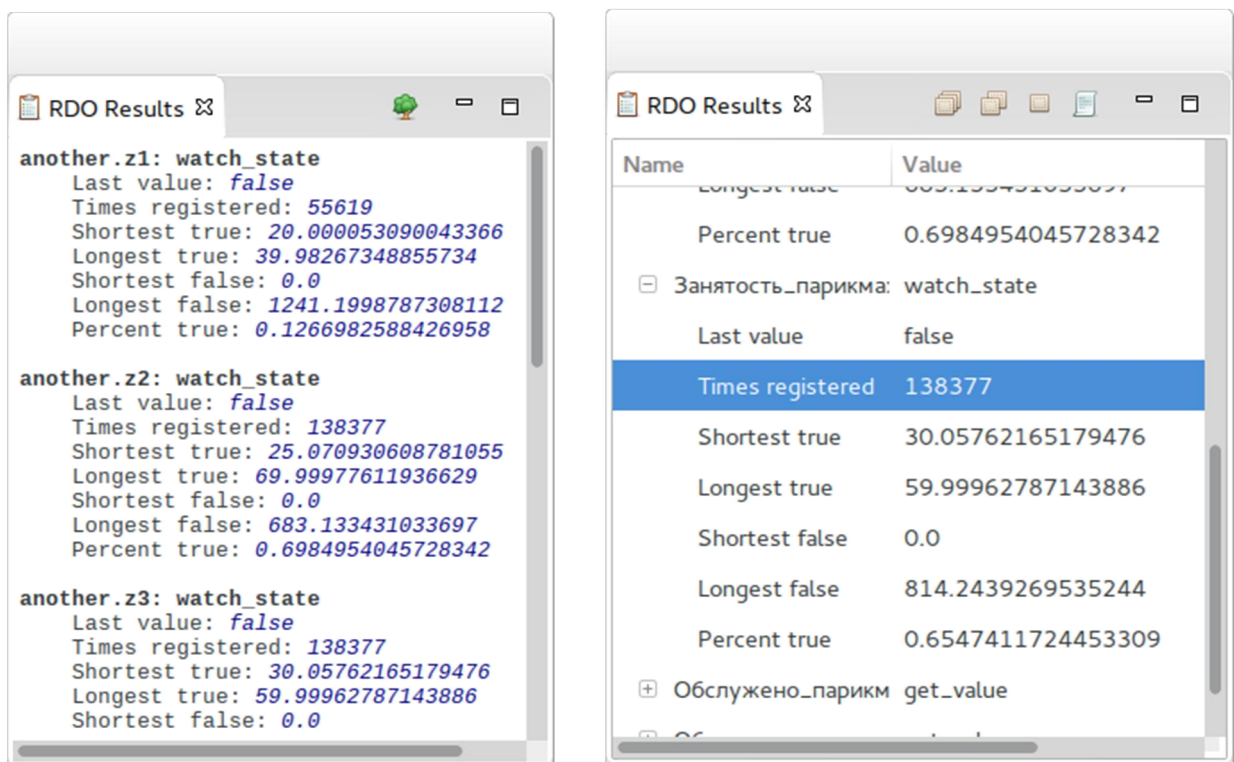 RDO Results
another.z1: watch_state
Last value: false
Times registered: 55619
Shortest true: 20.000053090043366
Longest true: 39.98267348855734
Shortest false: 0.0
Longest false: 1241.1998787308112
Percent true: 0.1266982588426958
another.z2: watch_state
Last value: false
Times registered: 138377
Shortest true: 25.070930608781055
Longest true: 69.99977611936629
Shortest false: 0.0
Longest false: 683.133431033697
Percent true: 0.6984954045728342
another.z3: watch_state
Last value: false
Times registered: 138377
Shortest true: 30.05762165179476
Longest true: 59.99962787143886
Shortest false: 0.0
RDO Results
Name Value
Longest false 683.133431033697
Percent true 0.6984954045728342
Занятость_парикма: watch_state
Last value false
Times registered 138377
Shortest true 30.05762165179476
Longest true 59.99962787143886
Shortest false 0.0
Longest false 814.2439269535244
Percent true 0.6547411724453309
Обслужено_парикм get_value